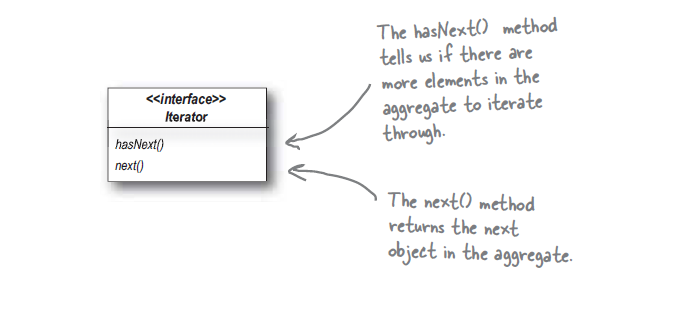 The hasNext() method
tells us if there are
more elements in the
aggregate to iterate
through.
<<interface>>
Iterator
hasNext()
next()
The next() method
returns the next
object in the aggregate.